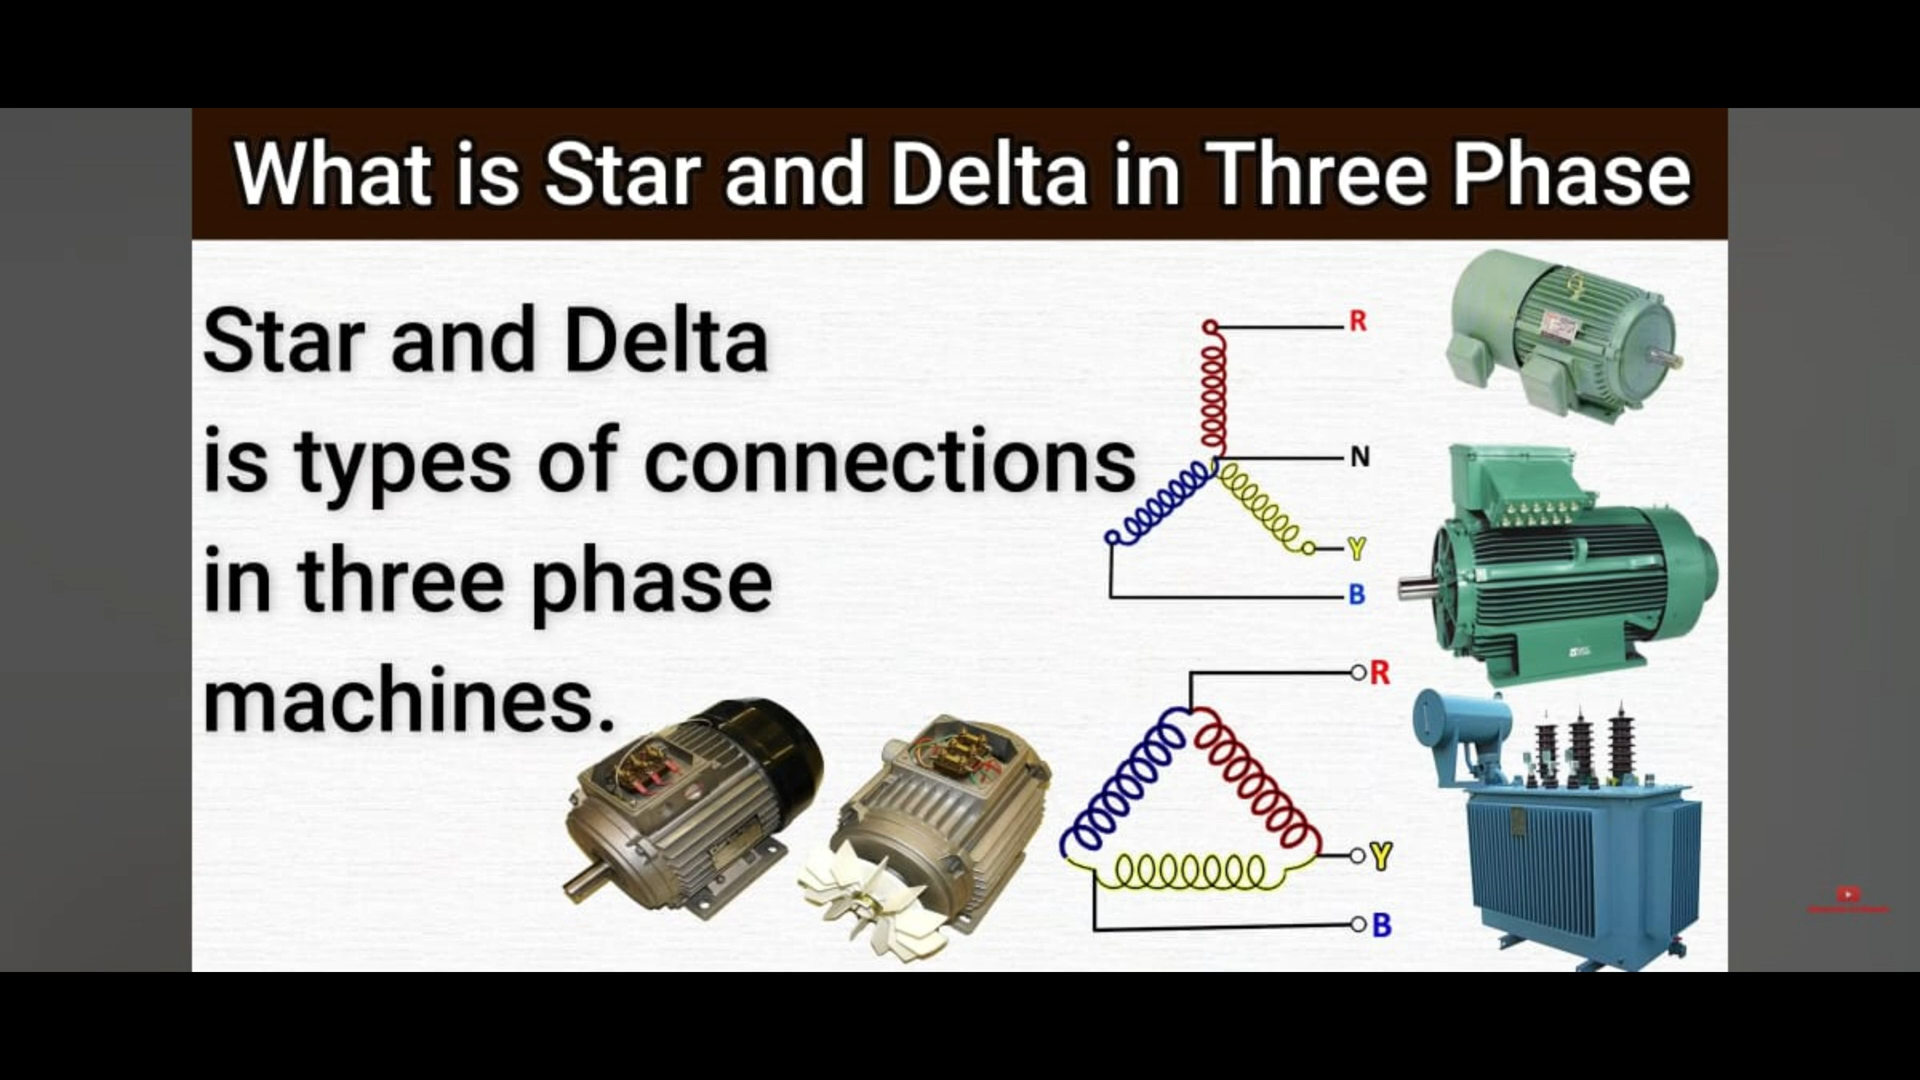 What is Star and Delta in Three Phase
Star and Delta
is types of connections
in three phase
machines.
R
N
Y
B
R
Y
B